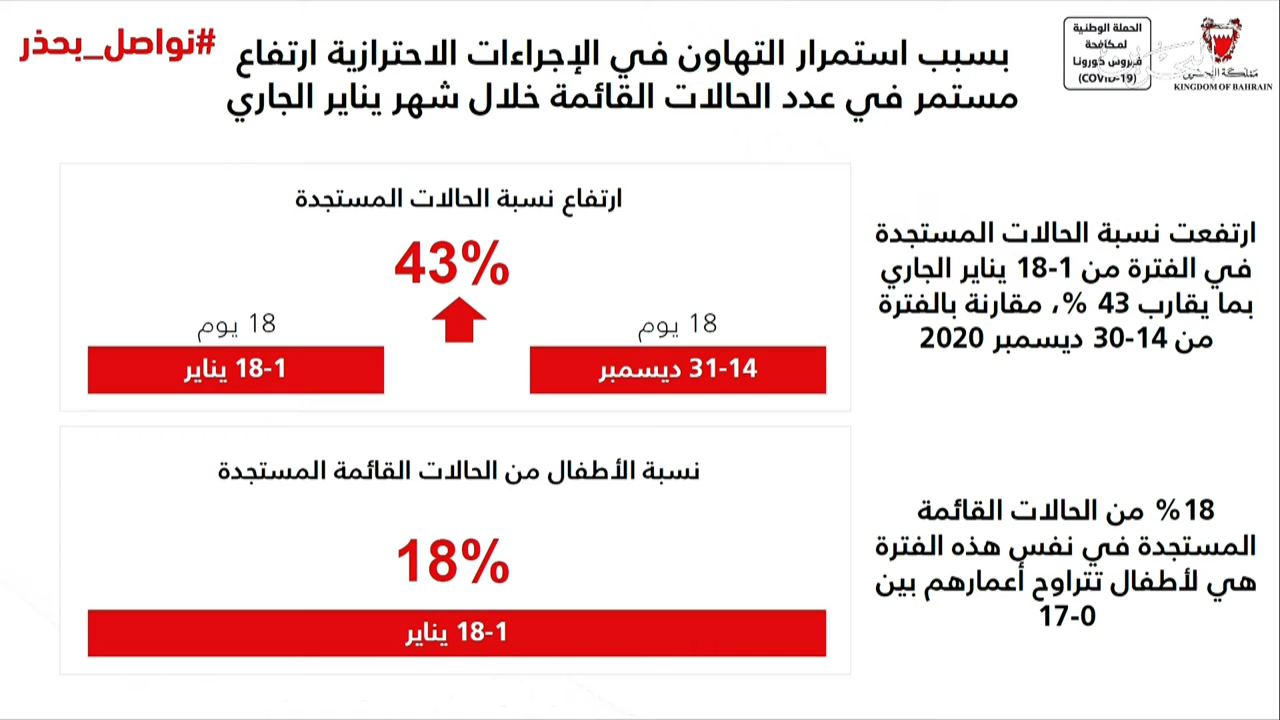 #نواصل_بحذر
بسبب استمرار التهاون في الإجراءات الاحترازية ارتفاع
مستمر في عدد الحالات القائمة خلال شهر يناير الجاري
الحملة الوطنية
لمكافحة
فيروس كورونا
(COVID-19)
مملكة البحرين
KINGDOM OF BAHRAIN
ارتفعت نسبة الحالات المستجدة
في الفترة من 1-18 يناير الجاري
بما يقارب 43 %، مقارنة بالفترة
من 14-30 ديسمبر 2020
ارتفاع نسبة الحالات المستجدة
43%
18 يوم
18 يوم
31-14 ديسمبر
18-1 يناير
18% من الحالات القائمة
المستجدة في نفس هذه الفترة
هي لأطفال تتراوح أعمارهم بين
17-0
نسبة الأطفال من الحالات القائمة المستجدة
18%
18-1 يناير